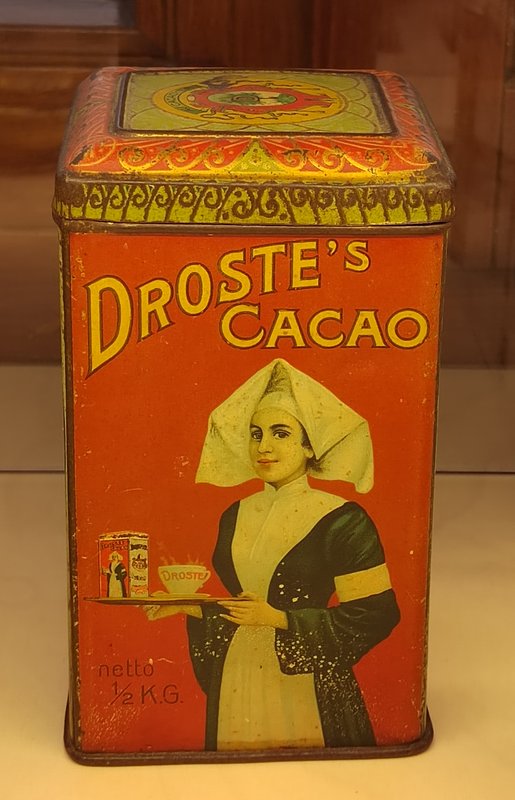 DROSTE'S
CACAO
DROSTE
netto
1/2 K.G.